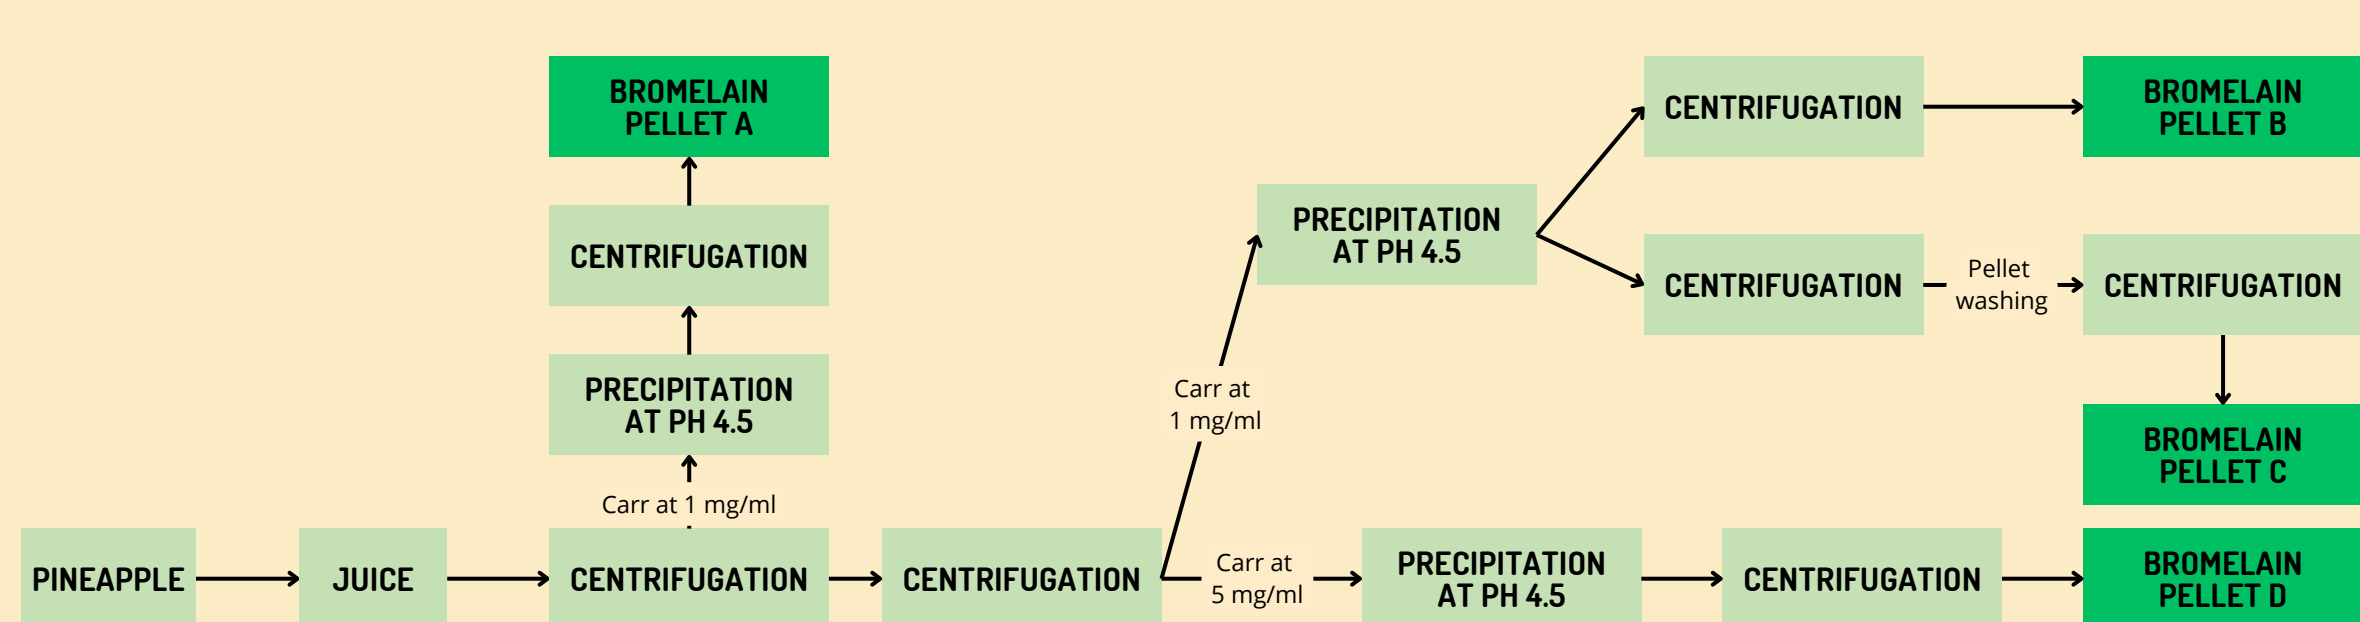 BROMELAIN
PELLET A
CENTRIFUGATION
PRECIPITATION
AT PH 4.5
Carr at 1 mg/ml
PINEAPPLE
JUICE
CENTRIFUGATION
CENTRIFUGATION
Carr at
1 mg/ml
PRECIPITATION
AT PH 4.5
CENTRIFUGATION
BROMELAIN
PELLET B
CENTRIFUGATION
Pellet
washing
CENTRIFUGATION
BROMELAIN
PELLET C
Carr at
5 mg/ml
PRECIPITATION
AT PH 4.5
CENTRIFUGATION
BROMELAIN
PELLET D